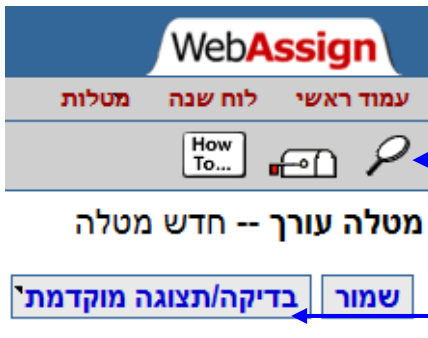 WebAssign
עמוד ראשי לוח שנה מטלות
How
To...
מטלה עורך -- חדש מטלה
שמור בדיקה/תצוגה מוקדמת